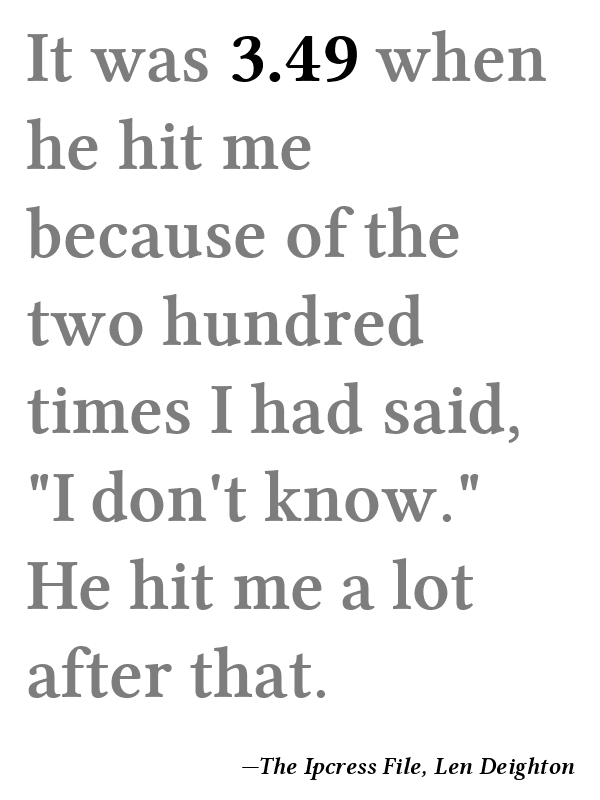 It was 3.49 when
he hit me
because of the
two hundred
times I had said,
"I don't know."
He hit me a lot
after that.
—The Ipcress File, Len Deighton